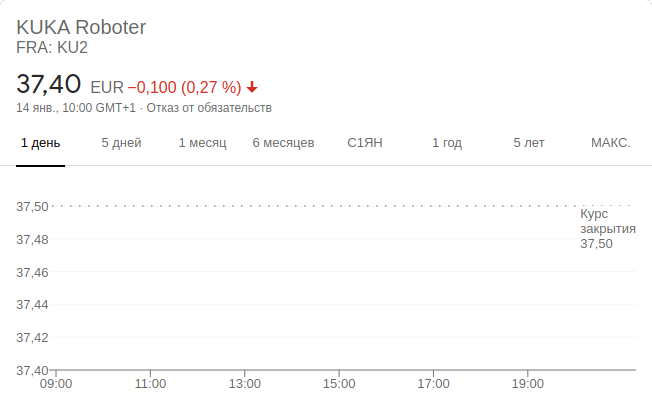 KUKA Roboter
FRA: KU2
37,40 EUR −0,100 (0,27 %)
14 янв., 10:00 GMT+1 · Отказ от обязательств
1 день 5 дней 1 месяц 6 месяцев С1ЯН 1 год 5 лет МАКС.
37,50
Курс
закрытия
37,50
37,48
37,46
37,44
37,42
37,40
09:00 11:00 13:00 15:00 17:00 19:00